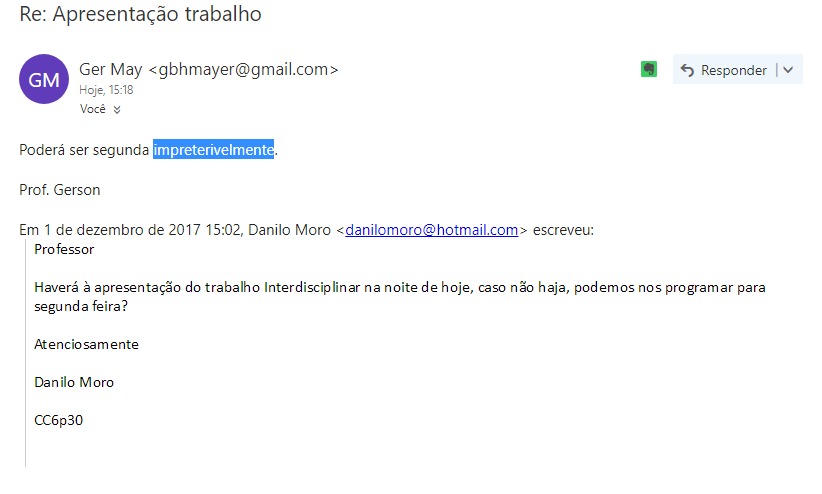 Re: Apresentação trabalho
GM
Ger May <gbhmayer@gmail.com>
Responder
Hoje, 15:18
Você
Poderá ser segunda impreterivelmente.
Prof. Gerson
Em 1 de dezembro de 2017 15:02, Danilo Moro <danilomoro@hotmail.com> escreveu:
Professor
Haverá à apresentação do trabalho Interdisciplinar na noite de hoje, caso não haja, podemos nos programar para
segunda feira?
Atenciosamente
Danilo Moro
CC6p30